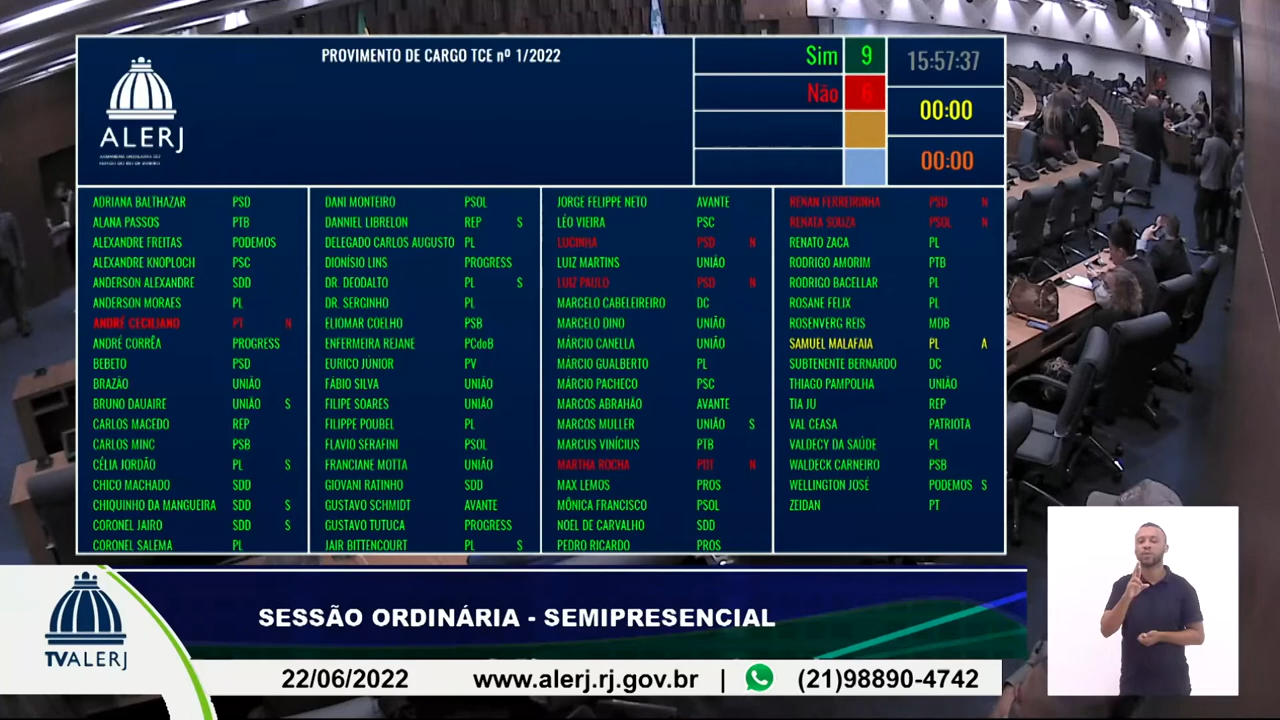 PROVIMENTO DE CARGO TCE nº 1/2022
ALERJ
Sim 9
Não 6
15:57:37
00:00
00:00
ADRIANA BALTHAZAR PSD
ALANA PASSOS PTB
ALEXANDRE FREITAS PODEMOS
ALEXANDRE KNOPLOCH PSC
ANDERSON ALEXANDRE SDD
ANDERSON MORAES PL
ANDRÉ CECILIANO PT N
ANDRÉ CORRÊA PROGRESS
BEBETO PSD
BRAZÃO UNIÃO
BRUNO DAUAIRE UNIÃO S
CARLOS MACEDO REP
CARLOS MINC PSB
CÉLIA JORDÃO PL S
CHICO MACHADO SDD
CHIQUINHO DA MANGUEIRA SDD S
CORONEL JAIRO SDD S
CORONEL SALEMA PL
DANI MONTEIRO PSOL
DANNIEL LIBRELON REP S
DELEGADO CARLOS AUGUSTO PL
DIONÍSIO LINS PROGRESS
DR. DEODALTO PL S
DR. SERGINHO PL
ELIOMAR COELHO PSB
ENFERMEIRA REJANE PCdoB
EURICO JÚNIOR PV
FÁBIO SILVA UNIÃO
FILIPE SOARES UNIÃO
FILIPPE POUBEL PL
FLAVIO SERAFINI PSOL
FRANCIANE MOTTA UNIÃO
GIOVANI RATINHO SDD
GUSTAVO SCHMIDT AVANTE
GUSTAVO TUTUCA PROGRESS
JAIR BITTENCOURT PL S
JORGE FELIPPE NETO AVANTE
LÉO VIEIRA PSC
LUCINHA PSD N
LUIZ MARTINS UNIÃO
LUIZ PAULO PSD N
MARCELO CABELEIREIRO DC
MARCELO DINO UNIÃO
MÁRCIO CANELLA UNIÃO
MÁRCIO GUALBERTO PL
MÁRCIO PACHECO PSC
MARCOS ABRAHÃO AVANTE
MARCOS MULLER UNIÃO S
MARCUS VINÍCIUS PTB
MARTHA ROCHA PDT N
MAX LEMOS PROS
MÔNICA FRANCISCO PSOL
NOEL DE CARVALHO SDD
PEDRO RICARDO PROS
RENAN FERREIRINHA PSD N
RENATA SOUZA PSOL N
RENATO ZACA PL
RODRIGO AMORIM PTB
RODRIGO BACELLAR PL
ROSANE FELIX PL
ROSENVERG REIS MDB
SAMUEL MALAFAIA PL A
SUBTENENTE BERNARDO DC
THIAGO PAMPOLHA UNIÃO
TIA JU REP
VAL CEASA PATRIOTA
VALDECY DA SAÚDE PL
WALDECK CARNEIRO PSB
WELLINGTON JOSÉ PODEMOS S
ZEIDAN PT
SESSÃO ORDINÁRIA - SEMIPRESENCIAL
TVALERJ
22/06/2022 www.alerj.rj.gov.br | (21)98890-4742